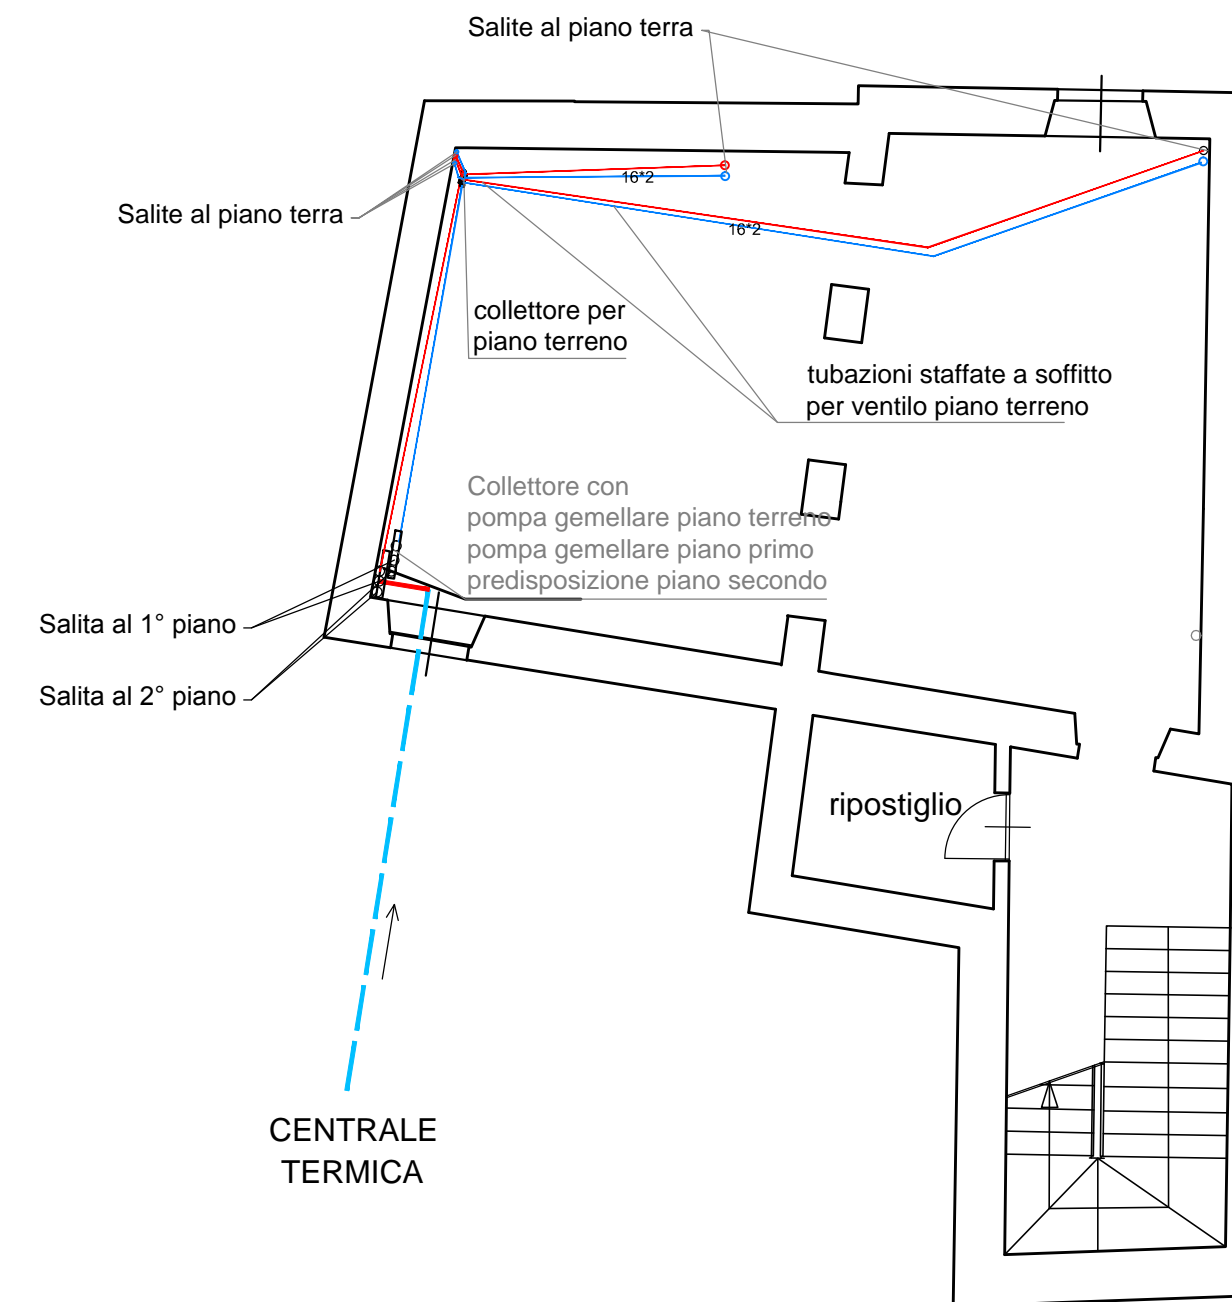 Salite al piano terra
16*2
Salite al piano terra
16*2
collettore per
piano terreno
tubazioni staffate a soffitto
per ventilo piano terreno
Collettore con
pompa gemellare piano terreno
pompa gemellare piano primo
predisposizione piano secondo
Salita al 1° piano
Salita al 2° piano
ripostiglio
CENTRALE
TERMICA